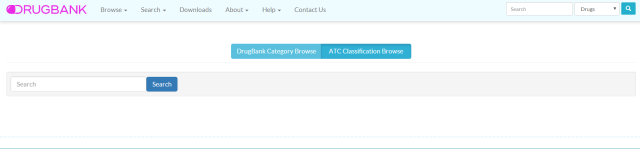 DRUGBANK Browse Search Downloads About Help Contact Us Search Drugs
DrugBank Category Browse ATC Classification Browse
Search Search